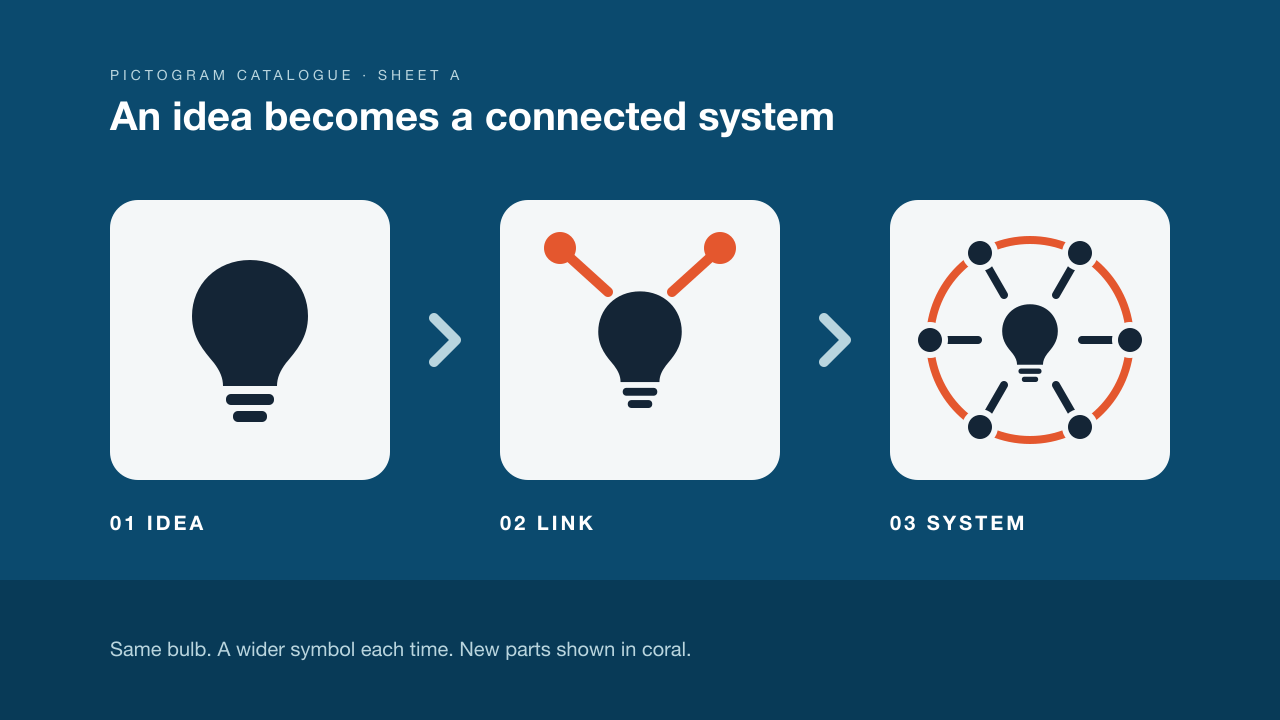 PICTOGRAM CATALOGUE · SHEET A
An idea becomes a connected system
01 IDEA
02 LINK
03 SYSTEM
Same bulb. A wider symbol each time. New parts shown in coral.